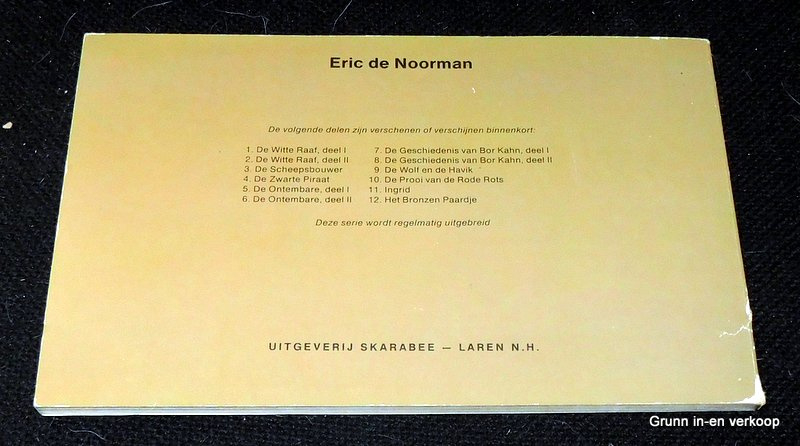 Eric de Noorman
De volgende delen zijn verschenen of verschijnen binnenkort:
1. De Witte Raaf, deel I
2. De Witte Raaf, deel II
3. De Scheepsbouwer
4. De Zwarte Piraat
5. De Ontembare, deel I
6. De Ontembare, deel II
7. De Geschiedenis van Bor Kahn, deel I
8. De Geschiedenis van Bor Kahn, deel II
9. De Wolf en de Havik
10. De Prooi van de Rode Rots
11. Ingrid
12. Het Bronzen Paardje
Deze serie wordt regelmatig uitgebreid.
UITGEVERIJ SKARABEE — LAREN N.H.
Grunn in-en verkoop